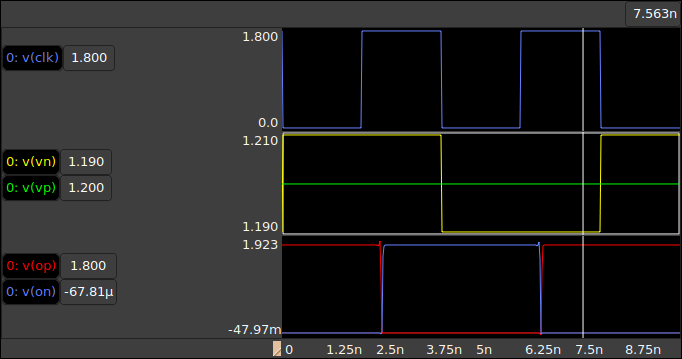 7.563n
1.800
0: v(clk) 1.800
0.0
1.210
0: v(vn) 1.190
0: v(vp) 1.200
1.190
1.923
0: v(op) 1.800
0: v(on) -67.81μ
-47.97m
0 1.25n 2.5n 3.75n 5n 6.25n 7.5n 8.75n